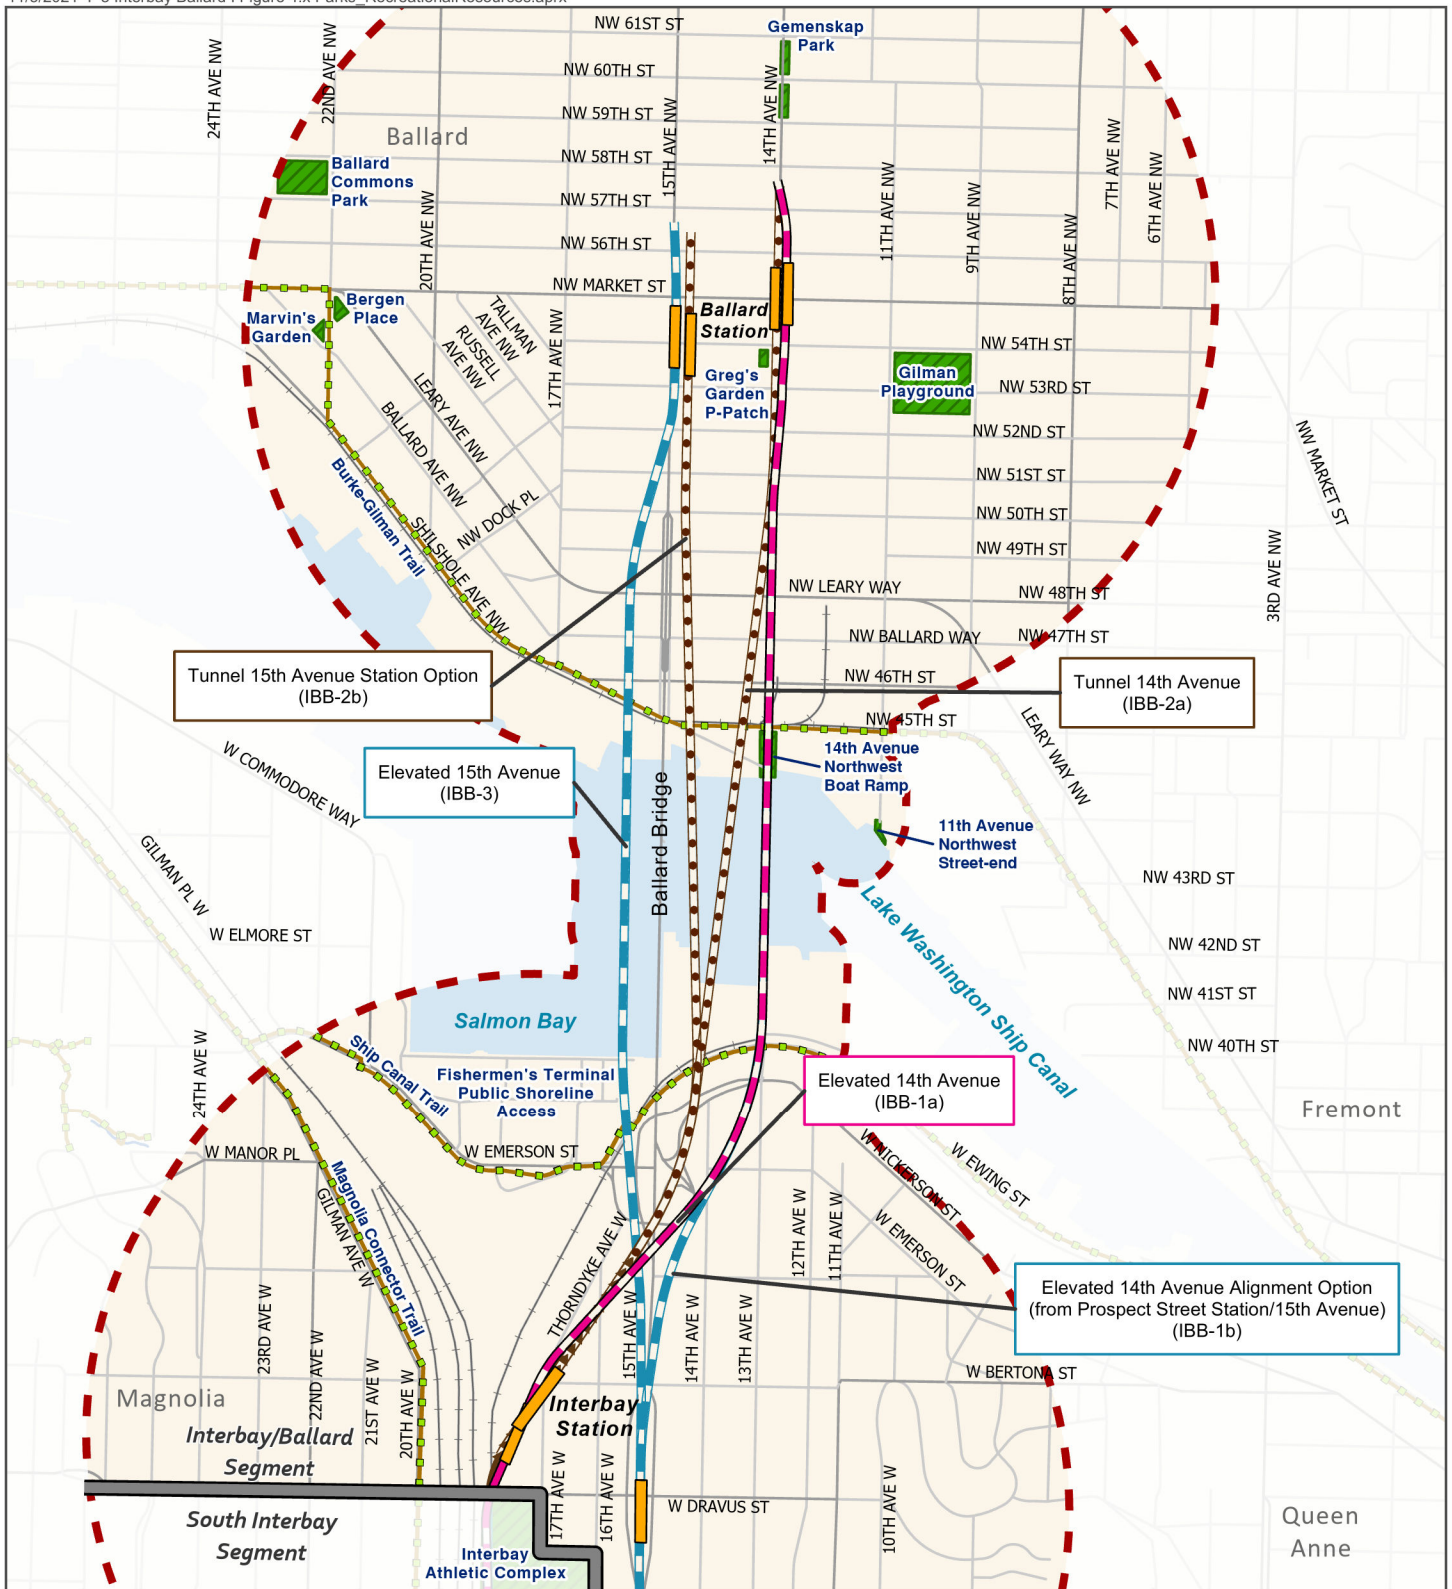 NW 61ST ST
Gemenskap
Park
24TH AVE NW
22ND AVE NW
NW 60TH ST
14TH AVE NW
15TH AVE NW
NW 59TH ST
Ballard
NW 58TH ST
7TH AVE NW
6TH AVE NW
11TH AVE NW
9TH AVE NW
8TH AVE NW
Ballard
Commons
Park
20TH AVE NW
NW 57TH ST
NW 56TH ST
NW MARKET ST
Bergen
Place
Marvin's
Garden
TALLMAN
AVE NW
RUSSELL
AVE NW
17TH AVE NW
Ballard
Station
NW 54TH ST
Greg's
Garden
P-Patch
Gilman
Playground
NW 53RD ST
LEARY AVE NW
BALLARD AVE NW
NW 52ND ST
NW MARKET ST
NW 51ST ST
Burke-Gilman Trail
SHILSHOLE AVE NW
NW DOCK PL
NW 50TH ST
NW 49TH ST
3RD AVE NW
NW LEARY WAY
NW 48TH ST
NW BALLARD WAY
NW 47TH ST
Tunnel 15th Avenue Station Option
(IBB-2b)
NW 46TH ST
Tunnel 14th Avenue
(IBB-2a)
NW 45TH ST
LEARY WAY NW
W COMMODORE WAY
Elevated 15th Avenue
(IBB-3)
Ballard Bridge
14th Avenue
Northwest
Boat Ramp
11th Avenue
Northwest
Street-end
GILMAN PL W
NW 43RD ST
W ELMORE ST
Lake Washington Ship Canal
NW 42ND ST
NW 41ST ST
Salmon Bay
NW 40TH ST
24TH AVE W
Ship Canal Trail
Fishermen's Terminal
Public Shoreline
Access
Elevated 14th Avenue
(IBB-1a)
Fremont
W MANOR PL
W EMERSON ST
W NICKERSON ST
W EWING ST
Magnolia Connector Trail
GILMAN AVE W
THORNDYKE AVE W
12TH AVE W
11TH AVE W
W EMERSON ST
Elevated 14th Avenue Alignment Option
(from Prospect Street Station/15th Avenue)
(IBB-1b)
23RD AVE W
22ND AVE W
21ST AVE W
20TH AVE W
15TH AVE W
14TH AVE W
13TH AVE W
W BERTONA ST
Magnolia
Interbay
Station
Interbay/Ballard
Segment
17TH AVE W
16TH AVE W
10TH AVE W
W DRAVUS ST
South Interbay
Segment
Interbay
Athletic Complex
Queen
Anne